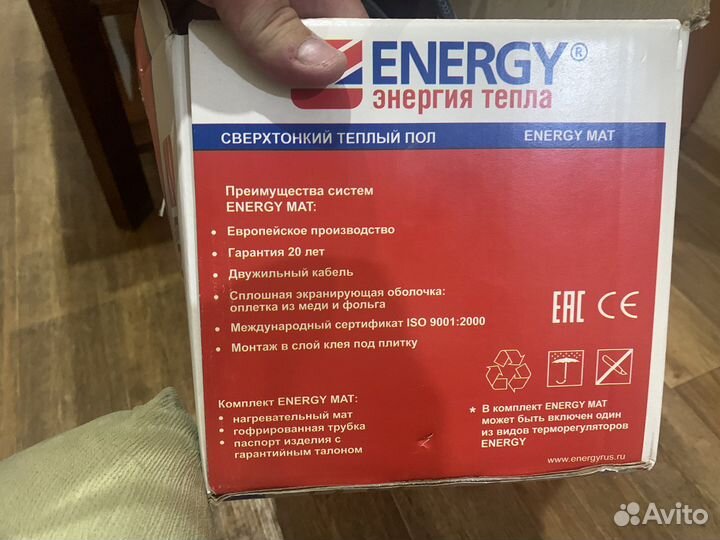 ENERGY®
энергия тепла
СВЕРХТОНКИЙ ТЕПЛЫЙ ПОЛ ENERGY MAT
Преимущества систем
ENERGY MAT:
• Европейское производство
• Гарантия 20 лет
• Двужильный кабель
• Сплошная экранирующая оболочка:
оплетка из меди и фольга
• Международный сертификат ISO 9001:2000
• Монтаж в слой клея под плитку
EAC CE
Комплект ENERGY MAT:
• нагревательный мат
• гофрированная трубка
• паспорт изделия с
гарантийным талоном
* В комплект ENERGY MAT
может быть включен один
из видов терморегуляторов
ENERGY
www.energyrus.ru
Avito